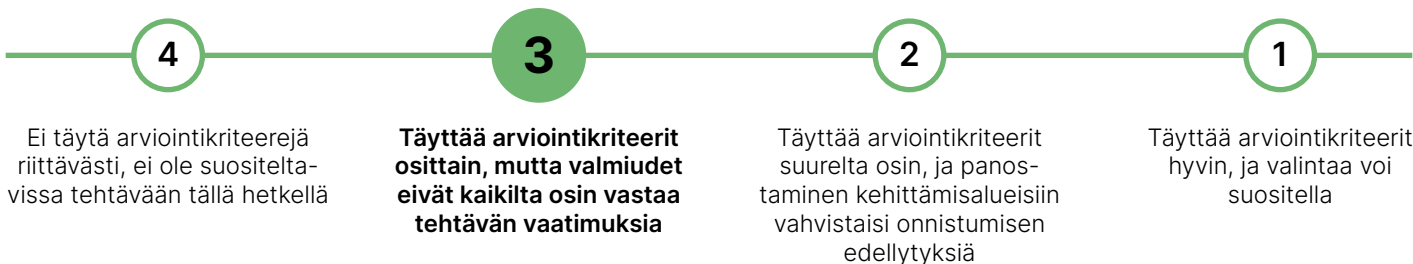 4
3
2
1
Ei täytä arviointikriteerejä
riittävästi, ei ole suositelta-
vissa tehtävään tällä hetkellä
Täyttää arviointikriteerit
osittain, mutta valmiudet
eivät kaikilta osin vastaa
tehtävän vaatimuksia
Täyttää arviointikriteerit
suurelta osin, ja panos-
taminen kehittämisalueisiin
vahvistaisi onnistumisen
edellytyksiä
Täyttää arviointikriteerit
hyvin, ja valintaa voi
suositella